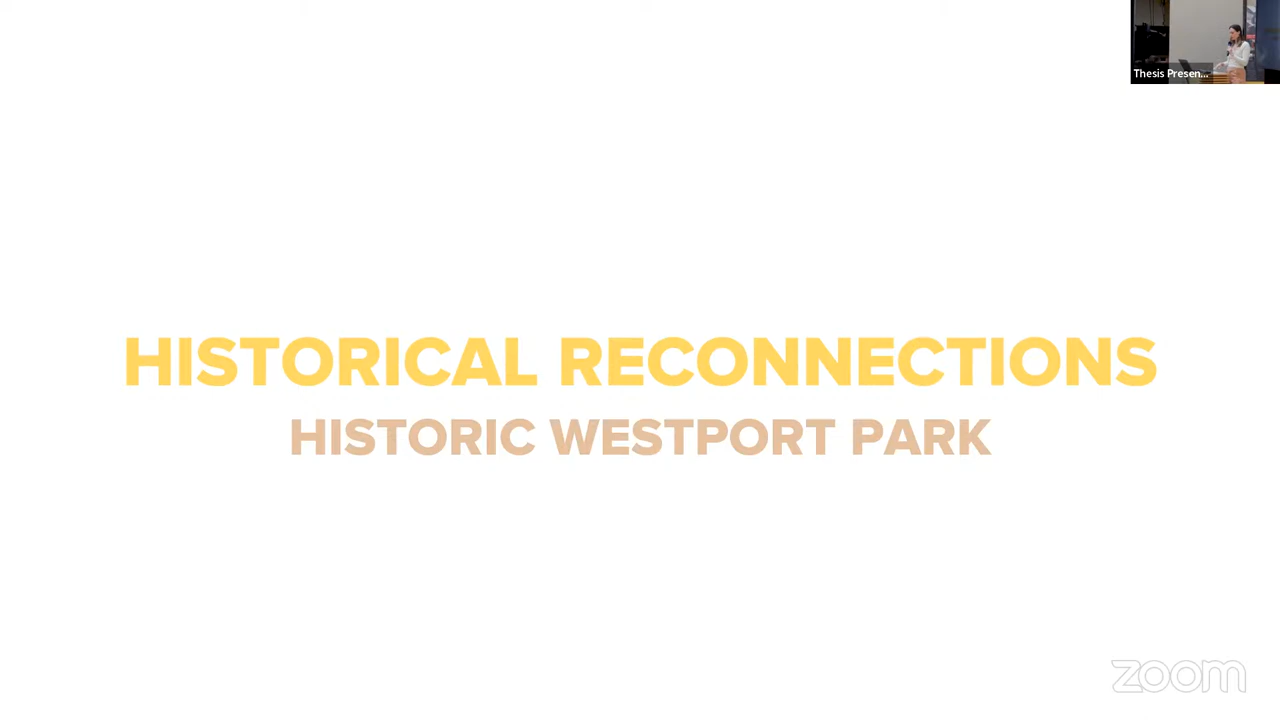 Thesis Presen...
HISTORICAL RECONNECTIONS
HISTORIC WESTPORT PARK
zoom